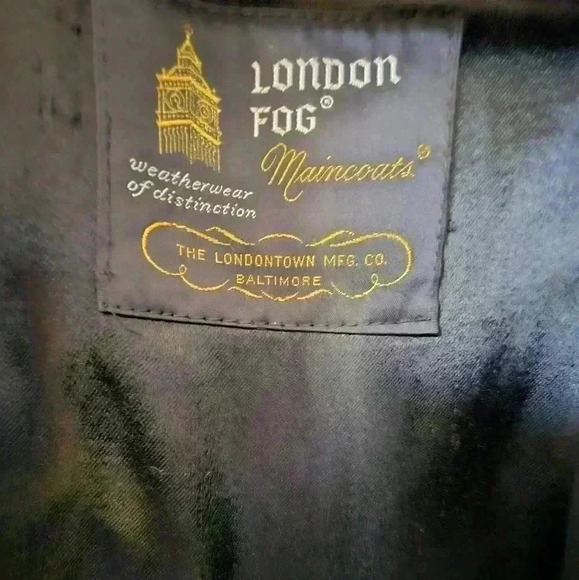 LONDON
FOG®
Maincoats®
weatherwear
of distinction
THE LONDONTOWN MFG. CO.
BALTIMORE